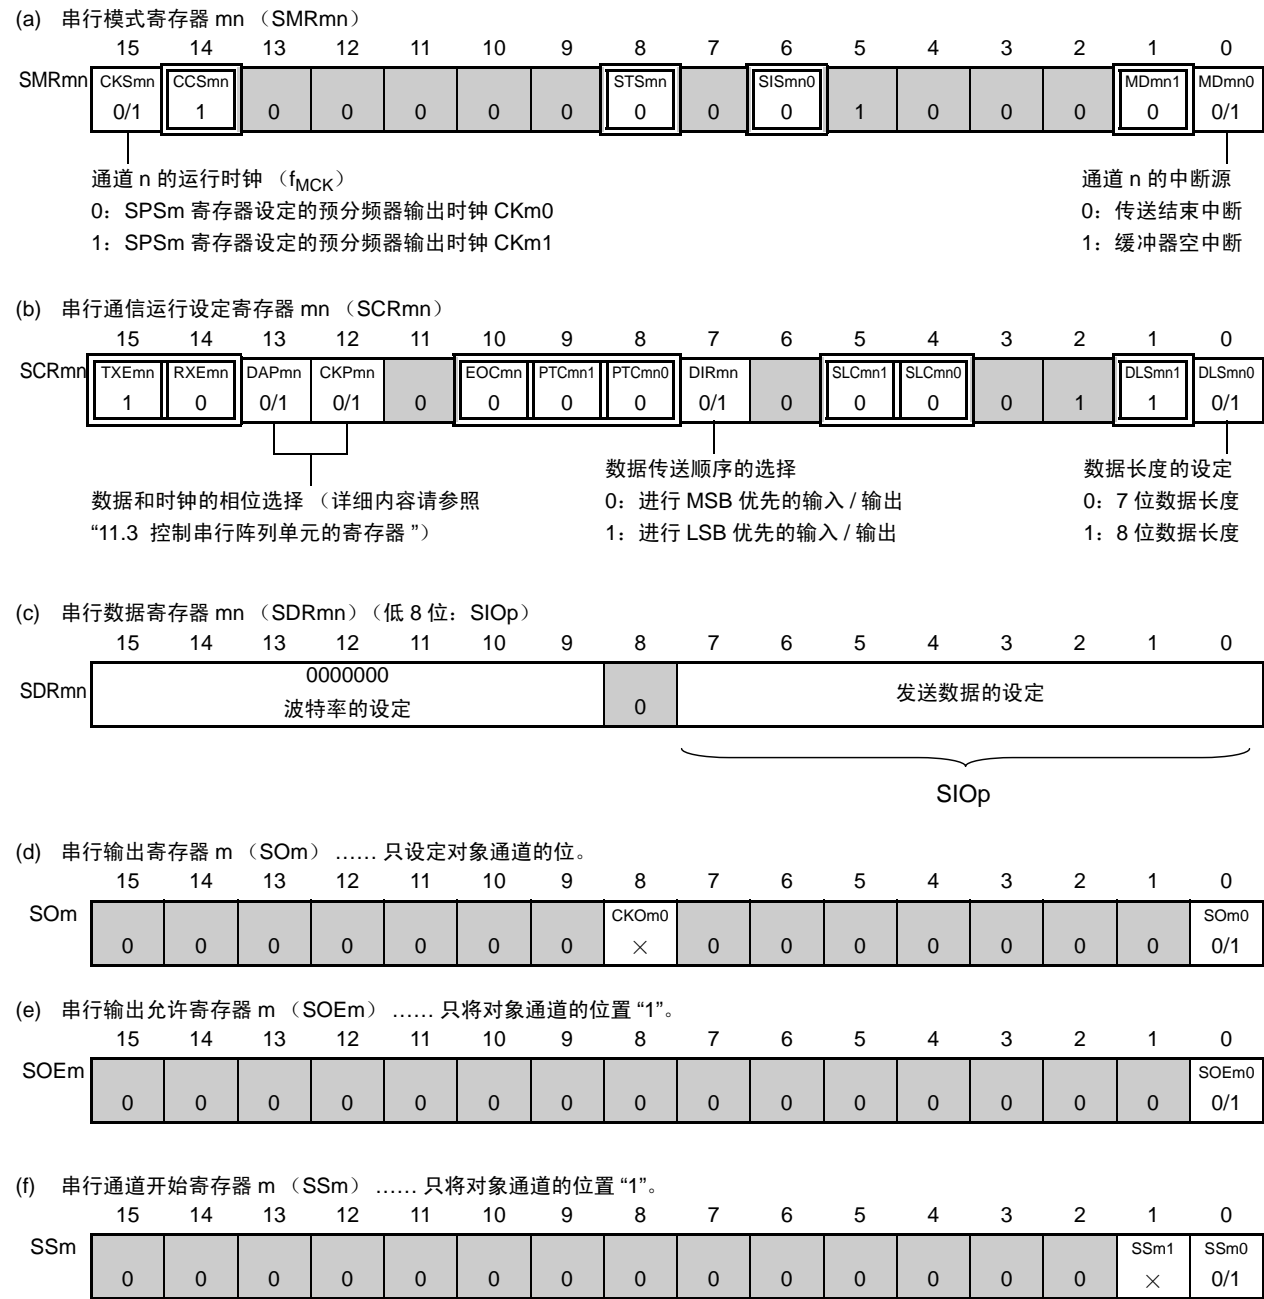 (a) 串行模式寄存器 mn （SMRmn）
15 14 13 12 11 10 9 8 7 6 5 4 3 2 1 0
SMRmn CKSmn CCSmn STSmn SISmn0 MDmn1 MDmn0
0/1 1 0 0 0 0 0 0 0 0 1 0 0 0 0 0/1
通道 n 的运行时钟 （fMCK） 通道 n 的中断源
0：SPSm 寄存器设定的预分频器输出时钟 CKm0 0：传送结束中断
1：SPSm 寄存器设定的预分频器输出时钟 CKm1 1：缓冲器空中断
(b) 串行通信运行设定寄存器 mn （SCRmn）
15 14 13 12 11 10 9 8 7 6 5 4 3 2 1 0
SCRmn TXEmn RXEmn DAPmn CKPmn EOCmn PTCmn1 PTCmn0 DIRmn SLCmn1 SLCmn0 DLSmn1 DLSmn0
1 0 0/1 0/1 0 0 0 0 0/1 0 0 0 0 1 1 0/1
数据传送顺序的选择 数据长度的设定
数据和时钟的相位选择 （详细内容请参照 0：进行 MSB 优先的输入 / 输出 0：7 位数据长度
“11.3 控制串行阵列单元的寄存器 ”） 1：进行 LSB 优先的输入 / 输出 1：8 位数据长度
(c) 串行数据寄存器 mn （SDRmn）（低 8 位：SIOp）
15 14 13 12 11 10 9 8 7 6 5 4 3 2 1 0
SDRmn 0000000
波特率的设定 0 发送数据的设定
SIOp
(d) 串行输出寄存器 m （SOm） …… 只设定对象通道的位。
15 14 13 12 11 10 9 8 7 6 5 4 3 2 1 0
SOm CKOm0 SOm0
0 0 0 0 0 0 0 × 0 0 0 0 0 0 0 0/1
(e) 串行输出允许寄存器 m （SOEm） …… 只将对象通道的位置 “1”。
15 14 13 12 11 10 9 8 7 6 5 4 3 2 1 0
SOEm SOEm0
0 0 0 0 0 0 0 0 0 0 0 0 0 0 0 0/1
(f) 串行通道开始寄存器 m （SSm） …… 只将对象通道的位置 “1”。
15 14 13 12 11 10 9 8 7 6 5 4 3 2 1 0
SSm SSm1 SSm0
0 0 0 0 0 0 0 0 0 0 0 0 0 0 × 0/1